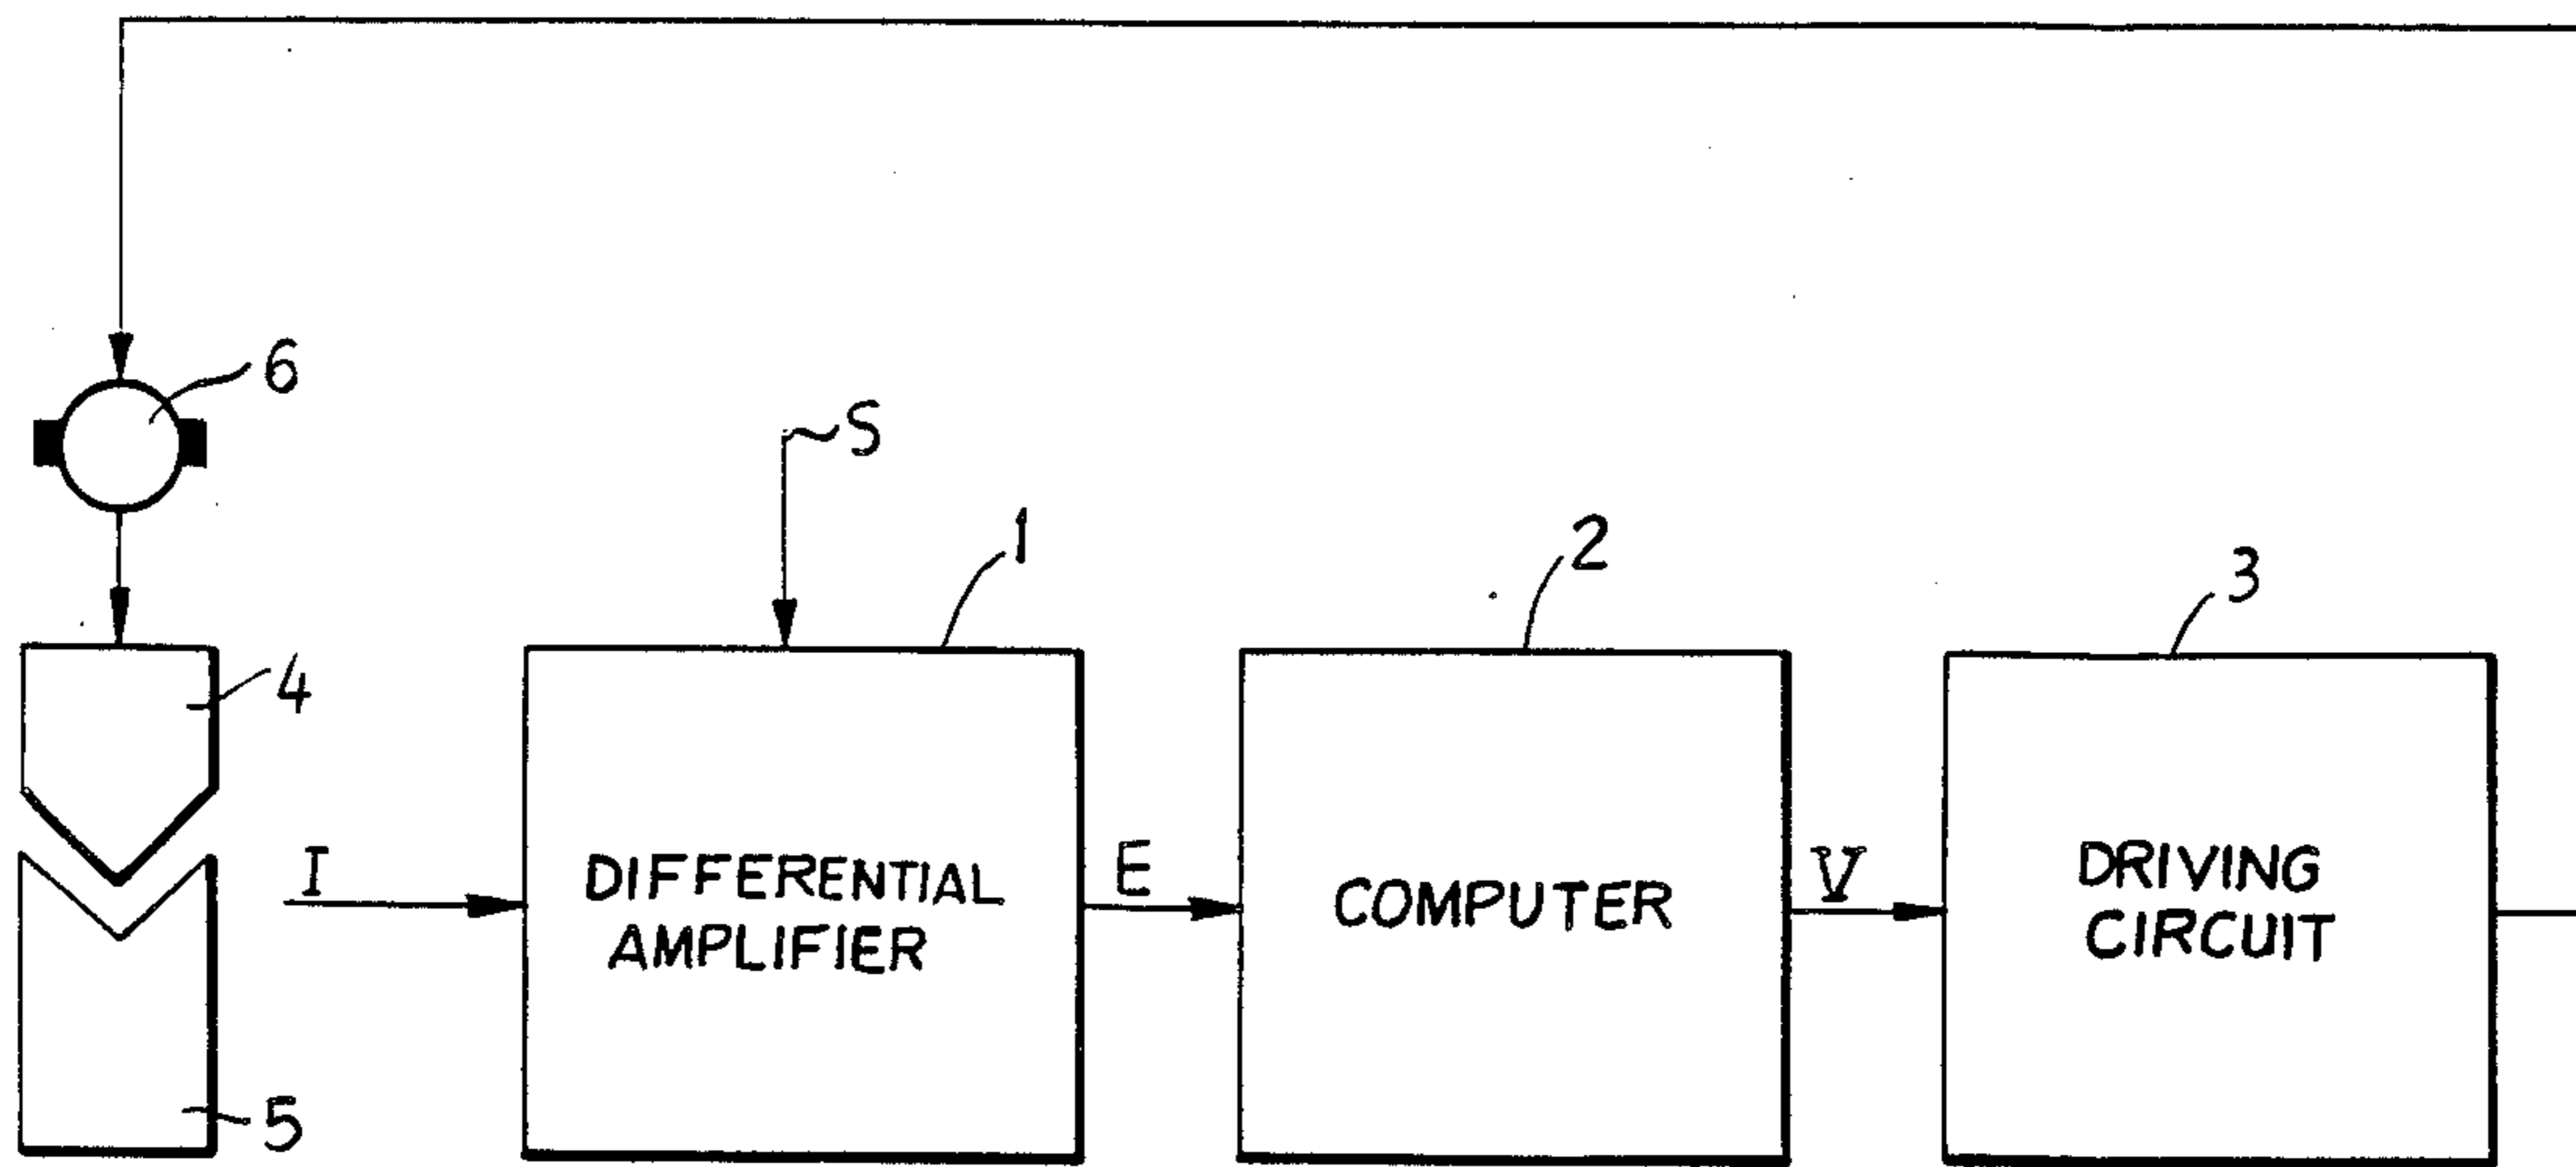 6
S
1
2
3
4
I
DIFFERENTIAL
AMPLIFIER
E
COMPUTER
V
DRIVING
CIRCUIT
5